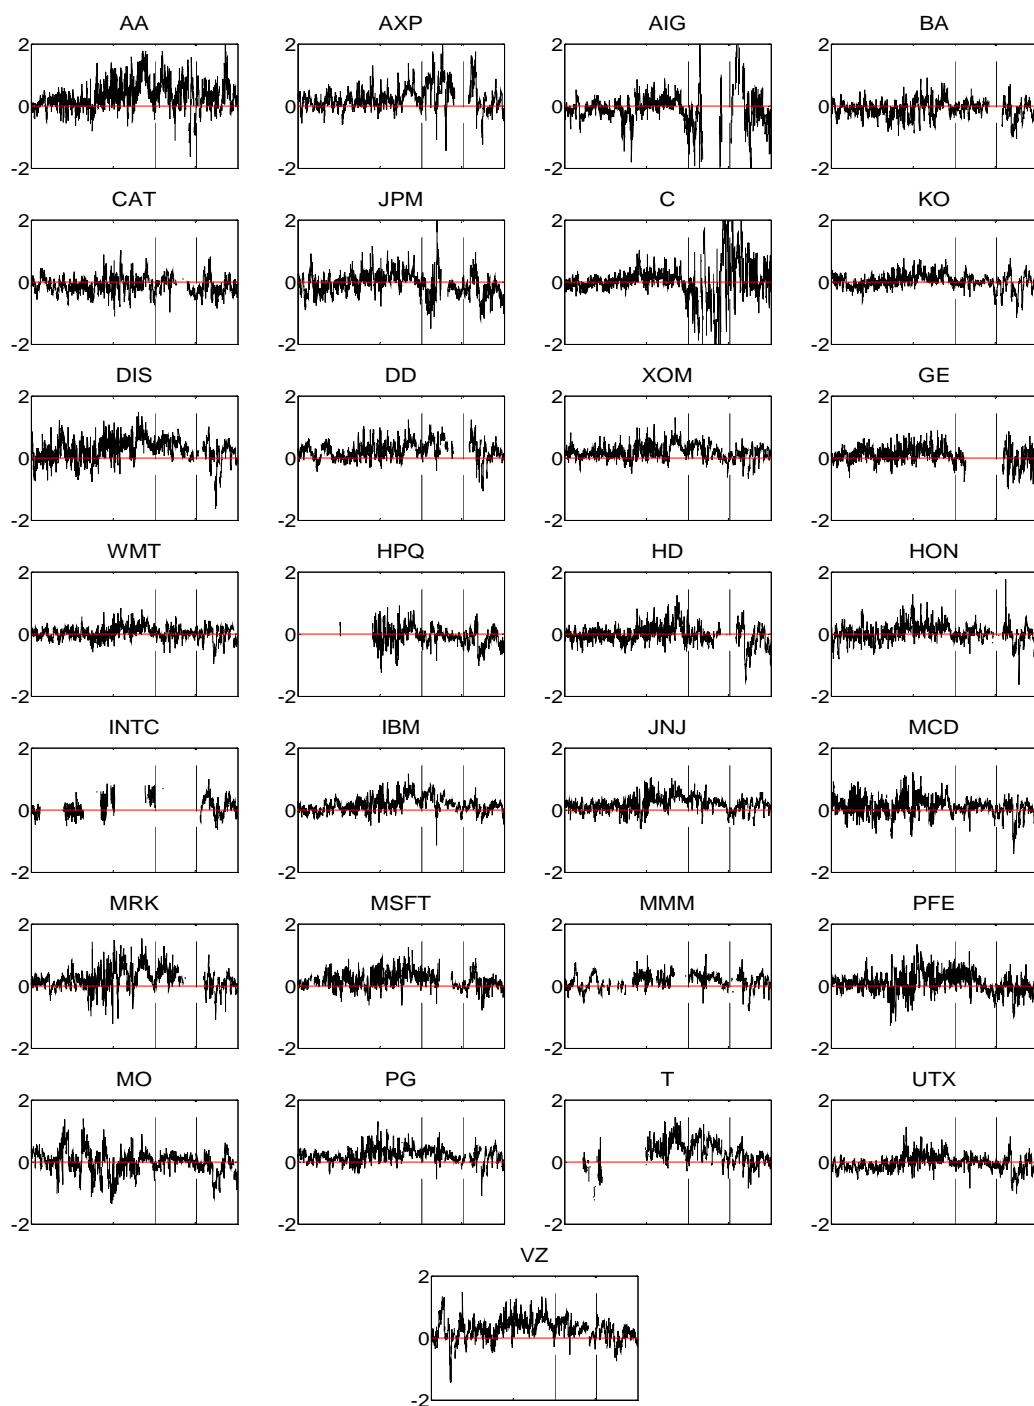 AA AXP AIG BA
2 2 2 2
0 0 0 0
-2 -2 -2 -2
CAT JPM C KO
2 2 2 2
0 0 0 0
-2 -2 -2 -2
DIS DD XOM GE
2 2 2 2
0 0 0 0
-2 -2 -2 -2
WMT HPQ HD HON
2 2 2 2
0 0 0 0
-2 -2 -2 -2
INTC IBM JNJ MCD
2 2 2 2
0 0 0 0
-2 -2 -2 -2
MRK MSFT MMM PFE
2 2 2 2
0 0 0 0
-2 -2 -2 -2
MO PG T UTX
2 2 2 2
0 0 0 0
-2 -2 -2 -2
VZ
2
0
-2